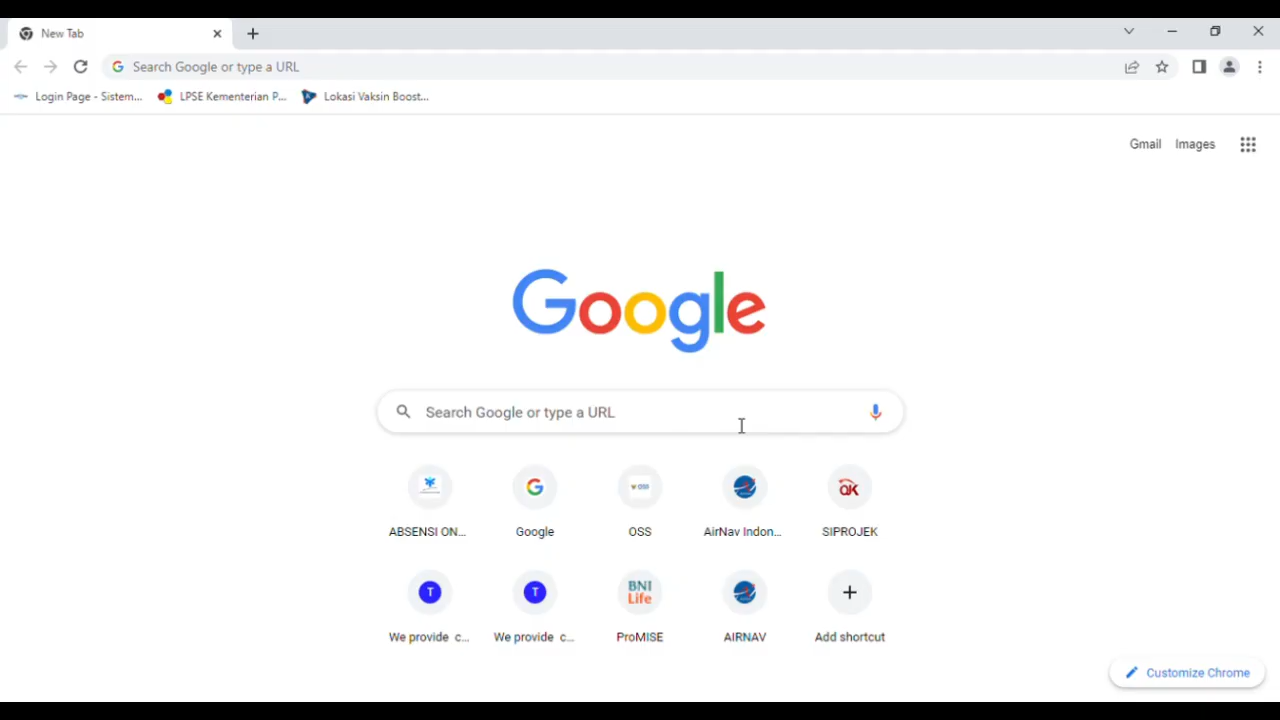 New Tab
Search Google or type a URL
Login Page - Sistem... LPSE Kementerian P... Lokasi Vaksin Boost...
Gmail Images
Google
Search Google or type a URL
ABSENSI ON... Google OSS AirNav Indon... SIPROJEK
T T BNI Life
We provide c... We provide c... ProMISE AIRNAV Add shortcut
Customize Chrome